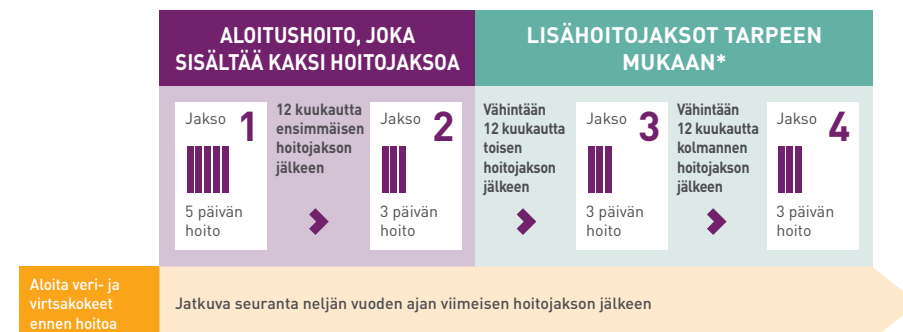 ALOITUSHOITO, JOKA
SISÄLTÄÄ KAKSI HOITOJAKSOA
LISÄHOITOJAKSOT TARPEEN
MUKAAN*
Jakso 1
5 päivän
hoito
12 kuukautta
ensimmäisen
hoitojakson
jälkeen
Jakso 2
3 päivän
hoito
Vähintään
12 kuukautta
toisen
hoitojakson
jälkeen
Jakso 3
3 päivän
hoito
Vähintään
12 kuukautta
kolmannen
hoitojakson
jälkeen
Jakso 4
3 päivän
hoito
Aloita veri- ja
virtsakokeet
ennen hoitoa
Jatkuva seuranta neljän vuoden ajan viimeisen hoitojakson jälkeen